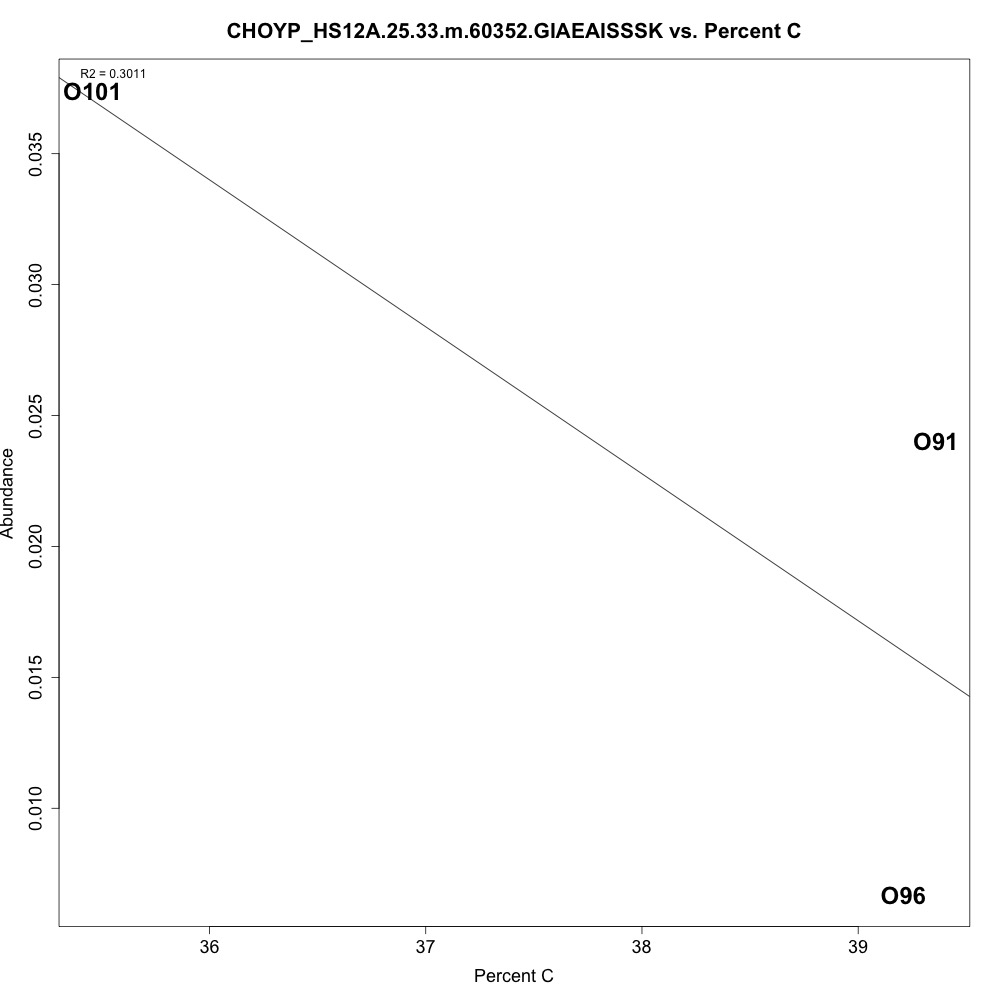 CHOYP_HS12A.25.33.m.60352.GIAEAISSSK vs. Percent C
R2 = 0.3011
O101
0.035
0.030
0.025
O91
Abundance
0.020
0.015
0.010
O96
36 37 38 39
Percent C